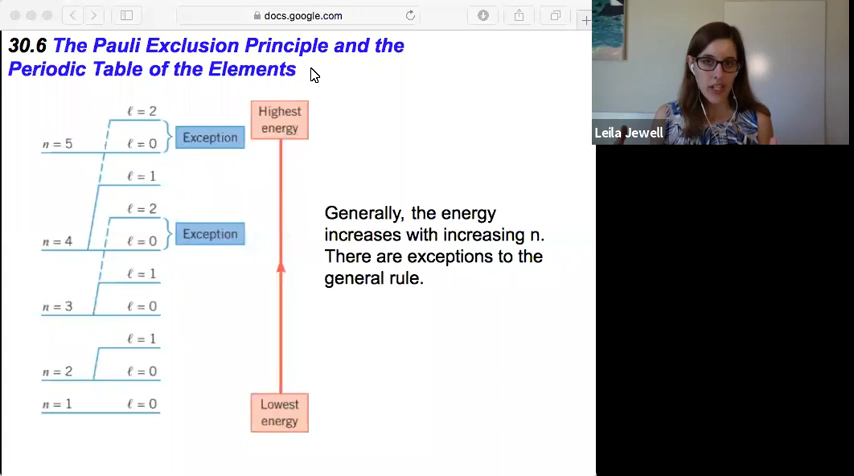 docs.google.com
30.6 The Pauli Exclusion Principle and the
Periodic Table of the Elements
Leila Jewell
ℓ = 2
Highest
energy
n = 5
ℓ = 0
Exception
ℓ = 1
ℓ = 2
n = 4
ℓ = 0
Exception
ℓ = 1
n = 3
ℓ = 0
ℓ = 1
n = 2
ℓ = 0
n = 1
ℓ = 0
Lowest
energy
Generally, the energy
increases with increasing n.
There are exceptions to the
general rule.